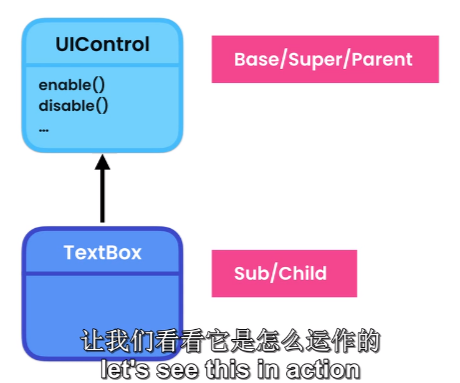 UIControl
Base/Super/Parent
enable()
disable()
...
TextBox
Sub/Child
让我们看看它是怎么运作的
let's see this in action